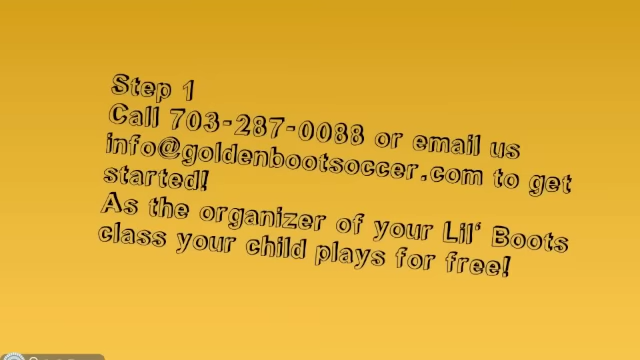 Step 1
Call 703-287-0088 or email us
info@goldenbootsoccer.com to get
started!
As the organizer of your Lil' Boots
class your child plays for free!